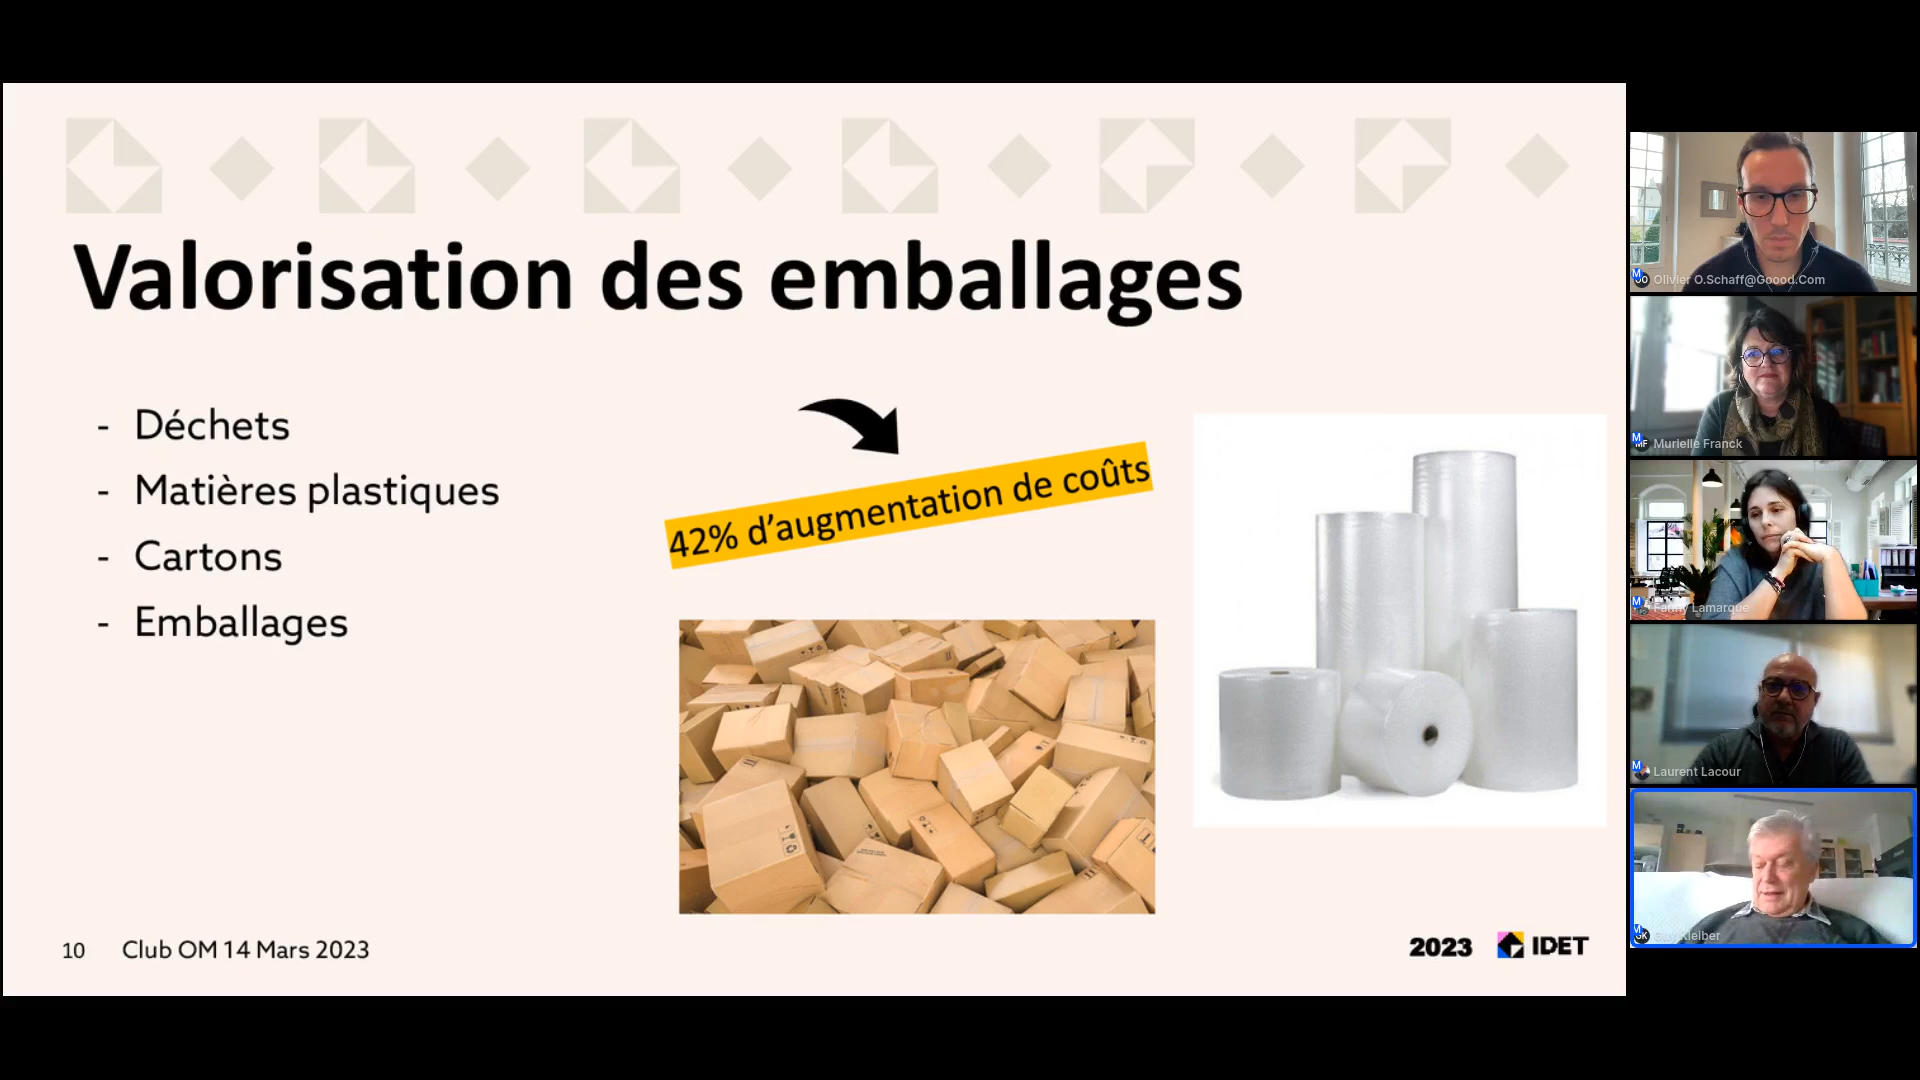 Valorisation des emballages
- Déchets
- Matières plastiques
- Cartons
- Emballages
42% d’augmentation de coûts
10 Club OM 14 Mars 2023
2023 IDET
Olivier O.Schaff@Goood.Com
Murielle Franck
Fanny Lamarque
Laurent Lacour
Kleiber